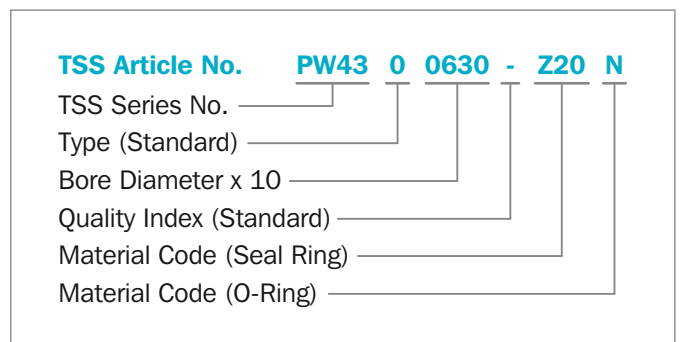 TSS Article No. PW43 0 0630 - Z20 N
TSS Series No.
Type (Standard)
Bore Diameter x 10
Quality Index (Standard)
Material Code (Seal Ring)
Material Code (O-Ring)